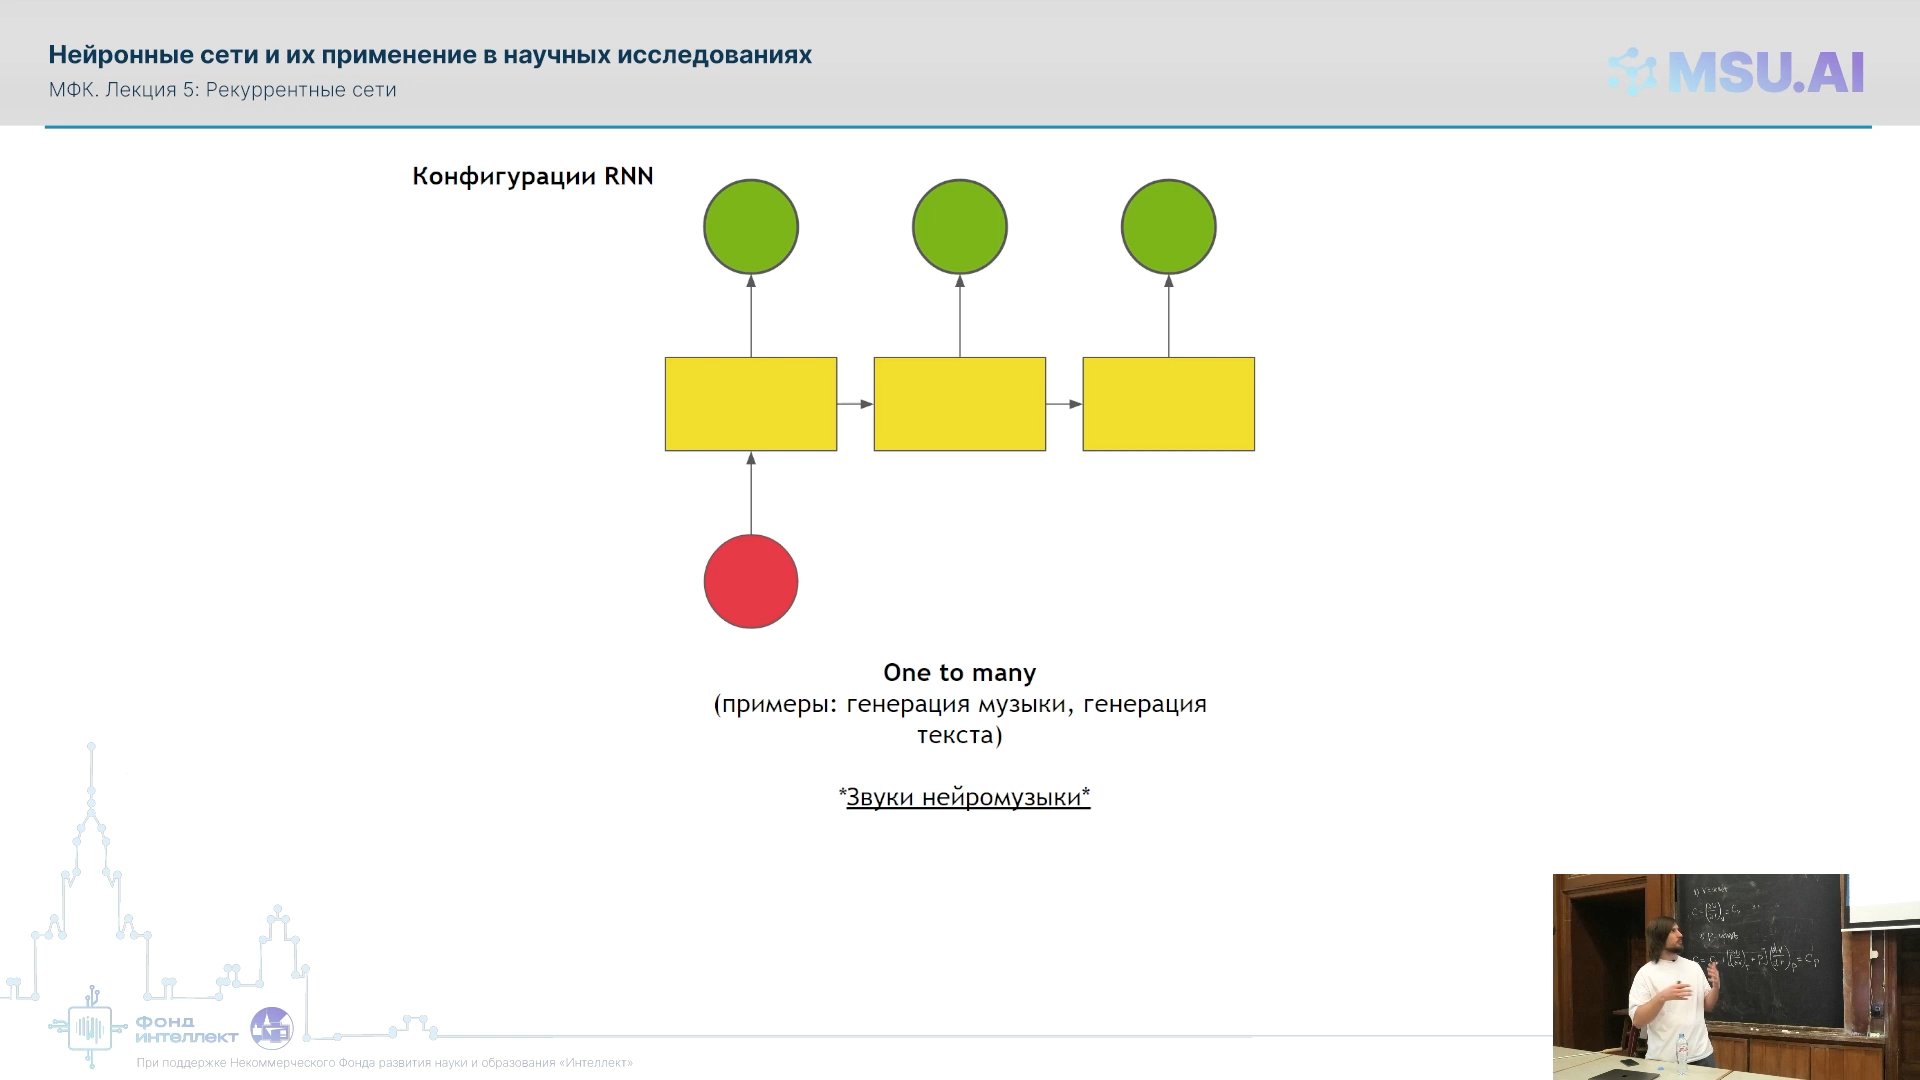 Нейронные сети и их применение в научных исследованиях
МФК. Лекция 5: Рекуррентные сети
MSU.AI
Конфигурации RNN
One to many
(примеры: генерация музыки, генерация
текста)
*Звуки нейромузыки*
Фонд
интеллект
При поддержке Некоммерческого Фонда развития науки и образования «Интеллект»